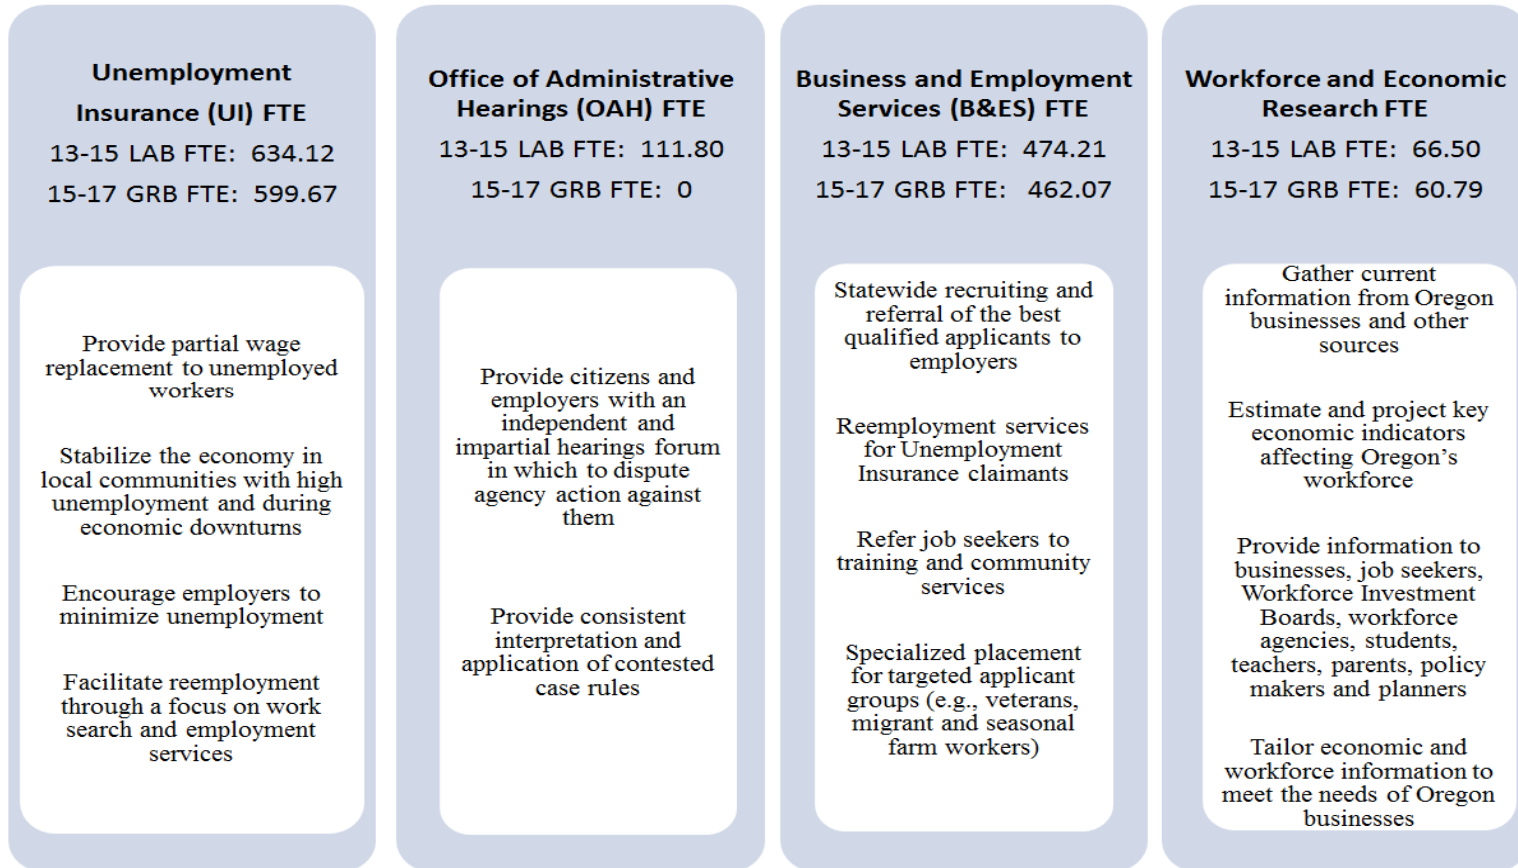 Unemployment
Insurance (UI) FTE
13-15 LAB FTE:  634.12
15-17 GRB FTE:  599.67
Provide partial wage
replacement to unemployed
workers
Stabilize the economy in
local communities with high
unemployment and during
economic downturns
Encourage employers to
minimize unemployment
Facilitate reemployment
through a focus on work
search and employment
services
Office of Administrative
Hearings (OAH) FTE
13-15 LAB FTE:  111.80
15-17 GRB FTE:  0
Provide citizens and
employers with an
independent and
impartial hearings forum
in which to dispute
agency action against
them
Provide consistent
interpretation and
application of contested
case rules
Business and Employment
Services (B&ES) FTE
13-15 LAB FTE:  474.21
15-17 GRB FTE:   462.07
Statewide recruiting and
referral of the best
qualified applicants to
employers
Reemployment services
for Unemployment
Insurance claimants
Refer job seekers to
training and community
services
Specialized placement
for targeted applicant
groups (e.g., veterans,
migrant and seasonal
farm workers)
Workforce and Economic
Research FTE
13-15 LAB FTE:  66.50
15-17 GRB FTE:  60.79
Gather current
information from Oregon
businesses and other
sources
Estimate and project key
economic indicators
affecting Oregon’s
workforce
Provide information to
businesses, job seekers,
Workforce Investment
Boards, workforce
agencies, students,
teachers, parents, policy
makers and planners
Tailor economic and
workforce information to
meet the needs of Oregon
businesses